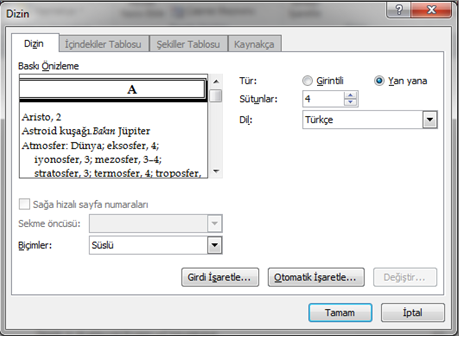 Dizin
Dizin İçindekiler Tablosu Şekiller Tablosu Kaynakça
Baskı Önizleme
A
Aristo, 2
Astroid kuşağı.Bakın Jüpiter
Atmosfer: Dünya; eksosfer, 4;
iyonosfer, 3; mezosfer, 3–4;
stratosfer, 3; termosfer, 4; troposfer,
Tür: Girintili Yan yana
Sütunlar: 4
Dil: Türkçe
Sağa hizalı sayfa numaraları
Sekme öncüsü:
Biçimler: Süslü
Girdi İşaretle... Otomatik İşaretle... Değiştir...
Tamam İptal